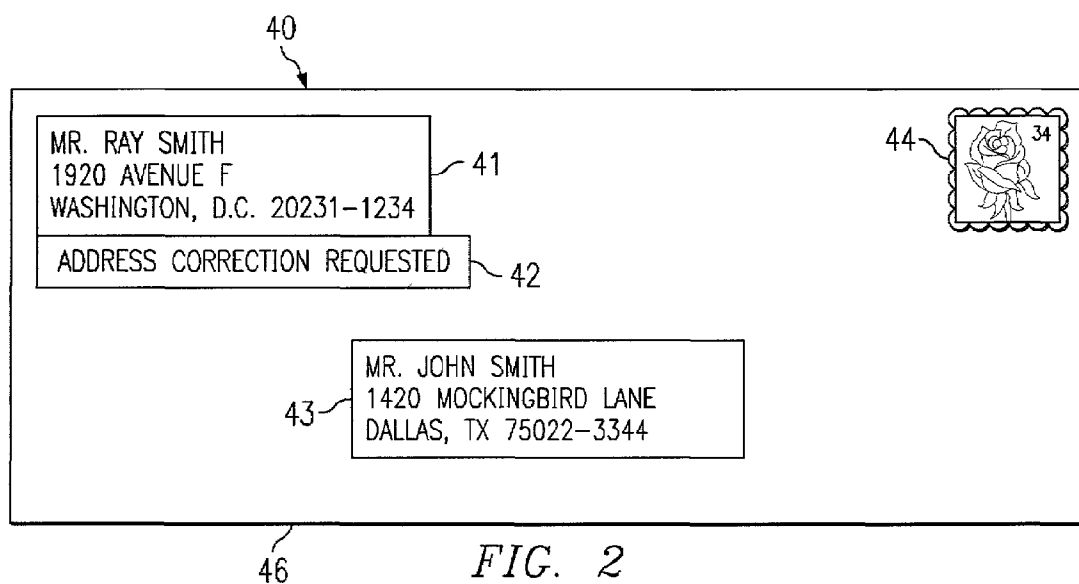 40
MR. RAY SMITH
1920 AVENUE F
WASHINGTON, D.C. 20231-1234
41
ADDRESS CORRECTION REQUESTED
42
44
34
MR. JOHN SMITH
1420 MOCKINGBIRD LANE
DALLAS, TX 75022-3344
43
46
FIG. 2